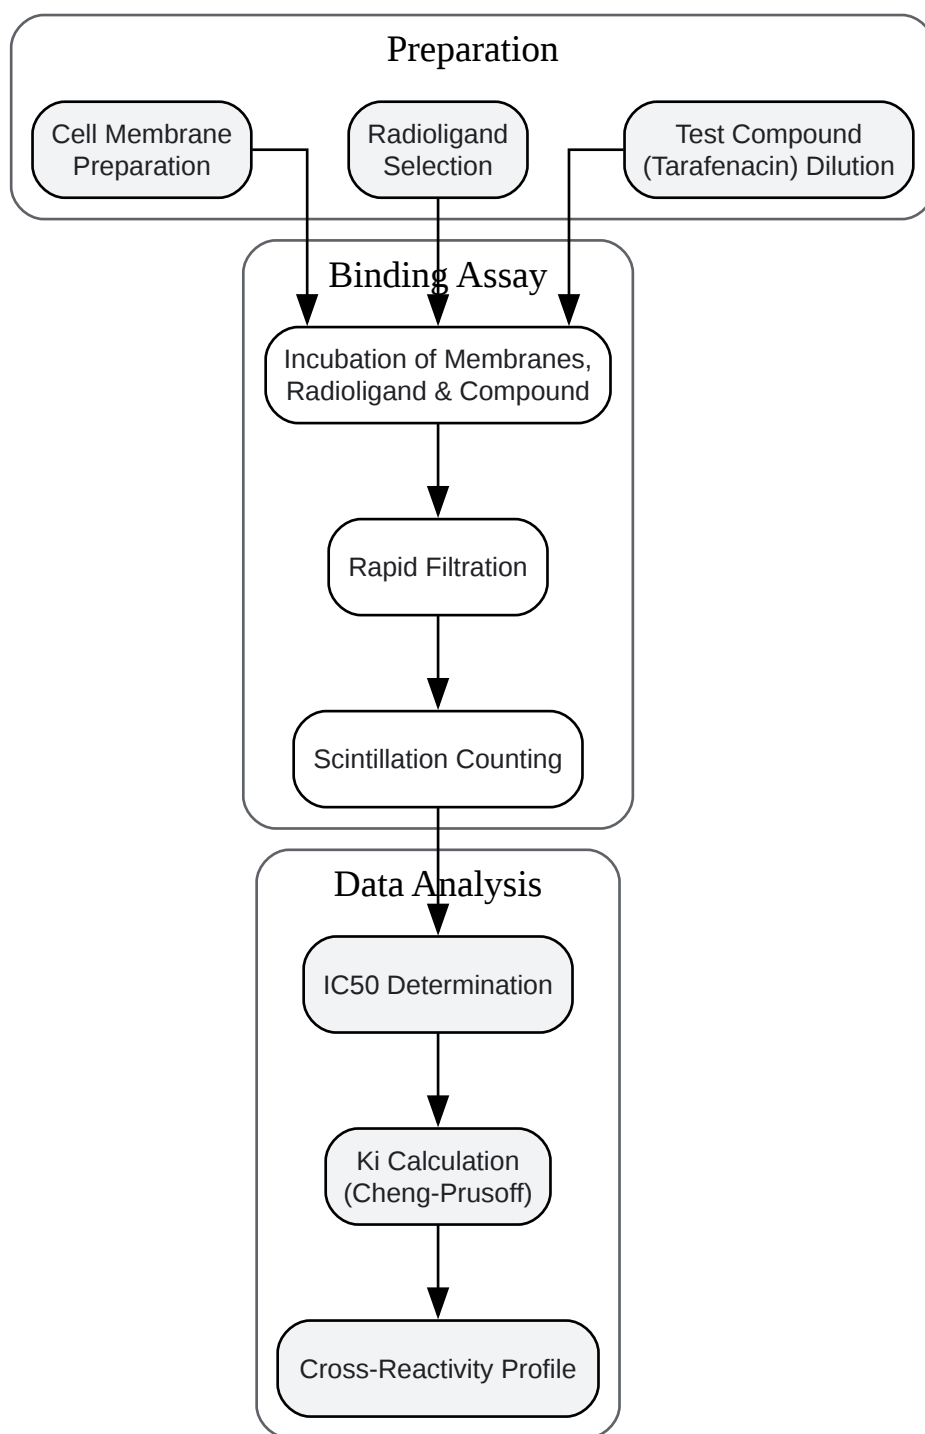 Preparation
Cell Membrane
Preparation
Radioligand
Selection
Test Compound
(Tarafenacin) Dilution
Binding Assay
Incubation of Membranes,
Radioligand & Compound
Rapid Filtration
Scintillation Counting
Data Analysis
IC50 Determination
Ki Calculation
(Cheng-Prusoff)
Cross-Reactivity Profile